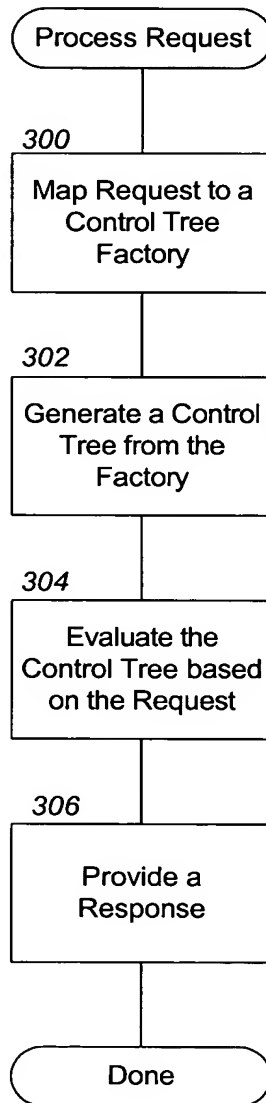 Process Request
300
Map Request to a
Control Tree
Factory
302
Generate a Control
Tree from the
Factory
304
Evaluate the
Control Tree based
on the Request
306
Provide a
Response
Done